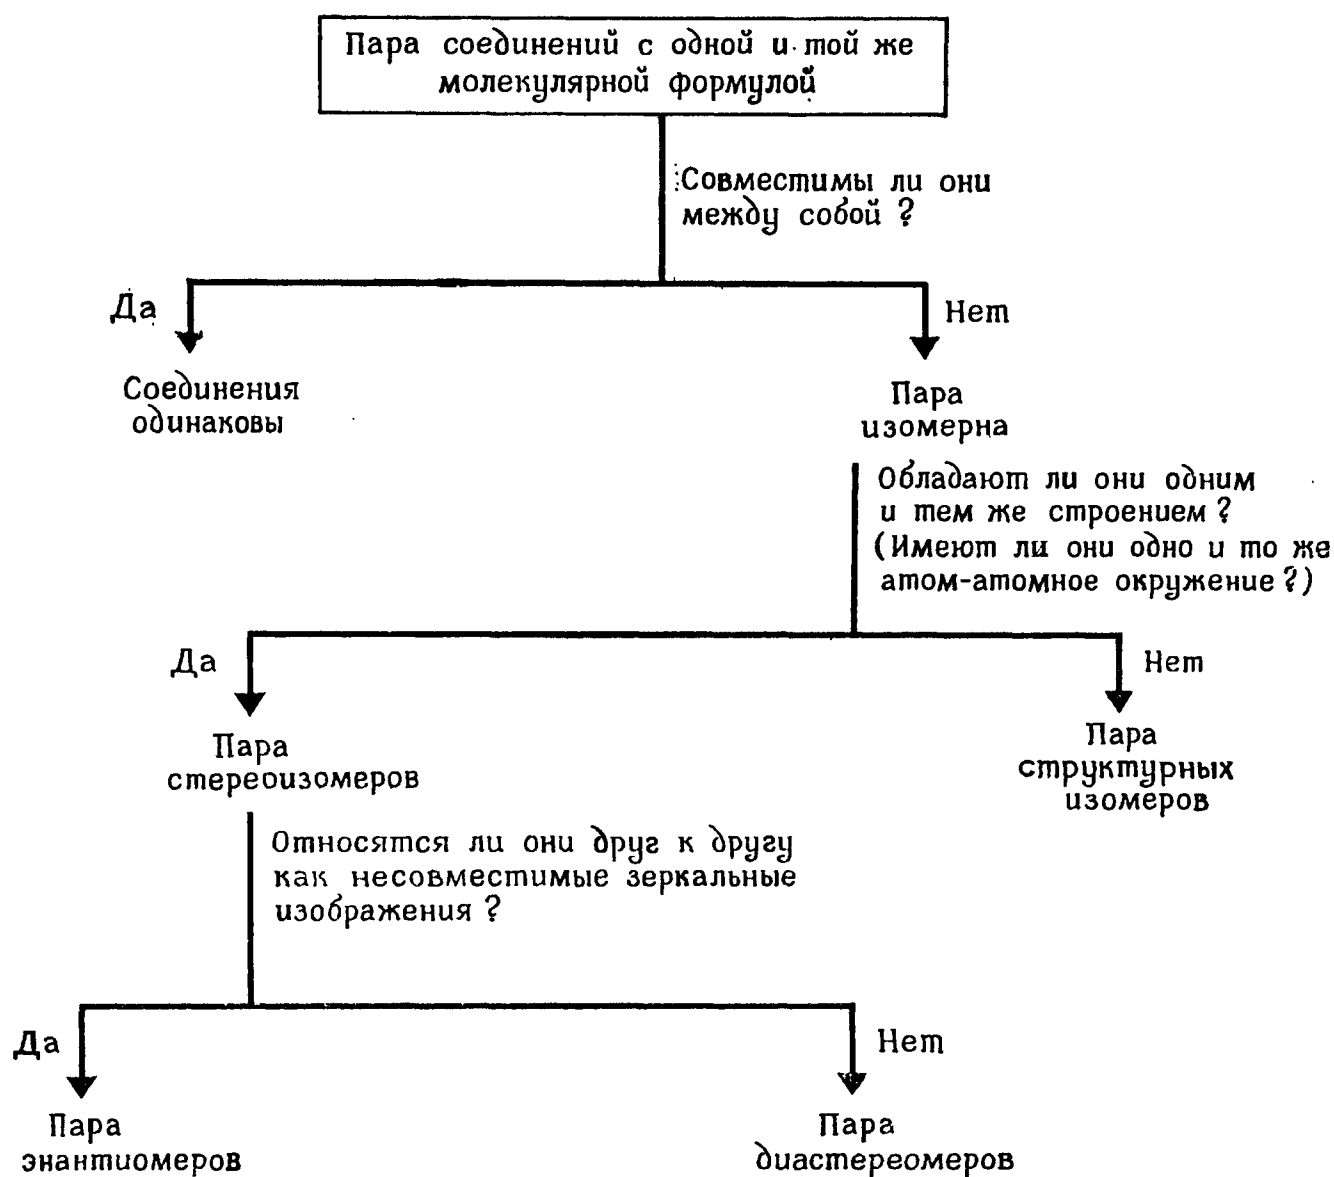 Пара соединений с одной и той же
молекулярной формулой
Совместимы ли они
между собой ?
Да
Нет
Соединения
одинаковы
Пара
изомерна
Обладают ли они одним
и тем же строением ?
(Имеют ли они одно и то же
атом-атомное окружение ?)
Да
Нет
Пара
стереоизомеров
Пара
структурных
изомеров
Относятся ли они друг к другу
как несовместимые зеркальные
изображения ?
Да
Нет
Пара
энантиомеров
Пара
диастереомеров